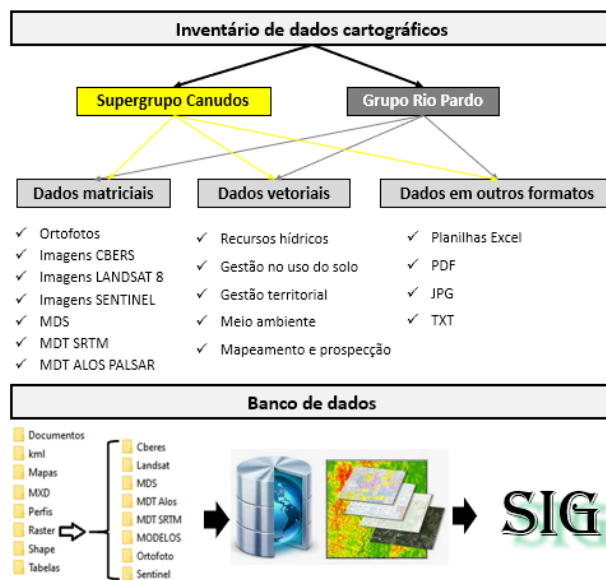 Inventário de dados cartográficos
Supergrupo Canudos
Grupo Rio Pardo
Dados matriciais
Ortofotos
Imagens CBERS
Imagens LANDSAT 8
Imagens SENTINEL
MDS
MDT SRTM
MDT ALOS PALSAR
Dados vetoriais
Recursos hídricos
Gestão no uso do solo
Gestão territorial
Meio ambiente
Mapeamento e prospecção
Dados em outros formatos
Planilhas Excel
PDF
JPG
TXT
Banco de dados
Documentos
kml
Mapas
MXD
Perfis
Raster
Shape
Tabelas
Cberes
Landsat
MDS
MDT Alos
MDT SRTM
MODELOS
Ortofoto
Sentinel
SIG